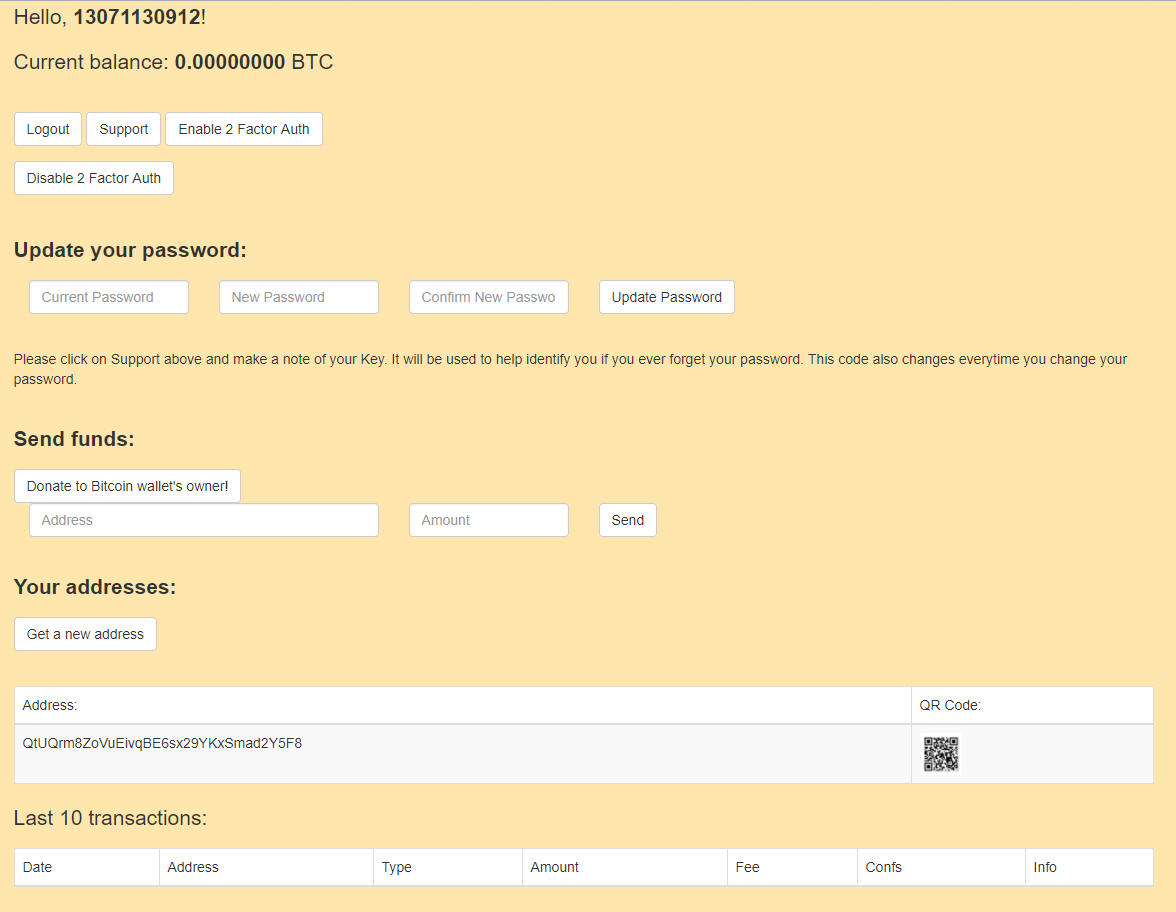 Hello, 13071130912!
Current balance: 0.00000000 BTC
Logout Support Enable 2 Factor Auth
Disable 2 Factor Auth
Update your password:
Current Password New Password Confirm New Passwo Update Password
Please click on Support above and make a note of your Key. It will be used to help identify you if you ever forget your password. This code also changes everytime you change your
password.
Send funds:
Donate to Bitcoin wallet's owner!
Address Amount Send
Your addresses:
Get a new address
Address: QR Code:
QtUQrm8ZoVuEivqBE6sx29YKxSmad2Y5F8
Last 10 transactions:
Date Address Type Amount Fee Confs Info